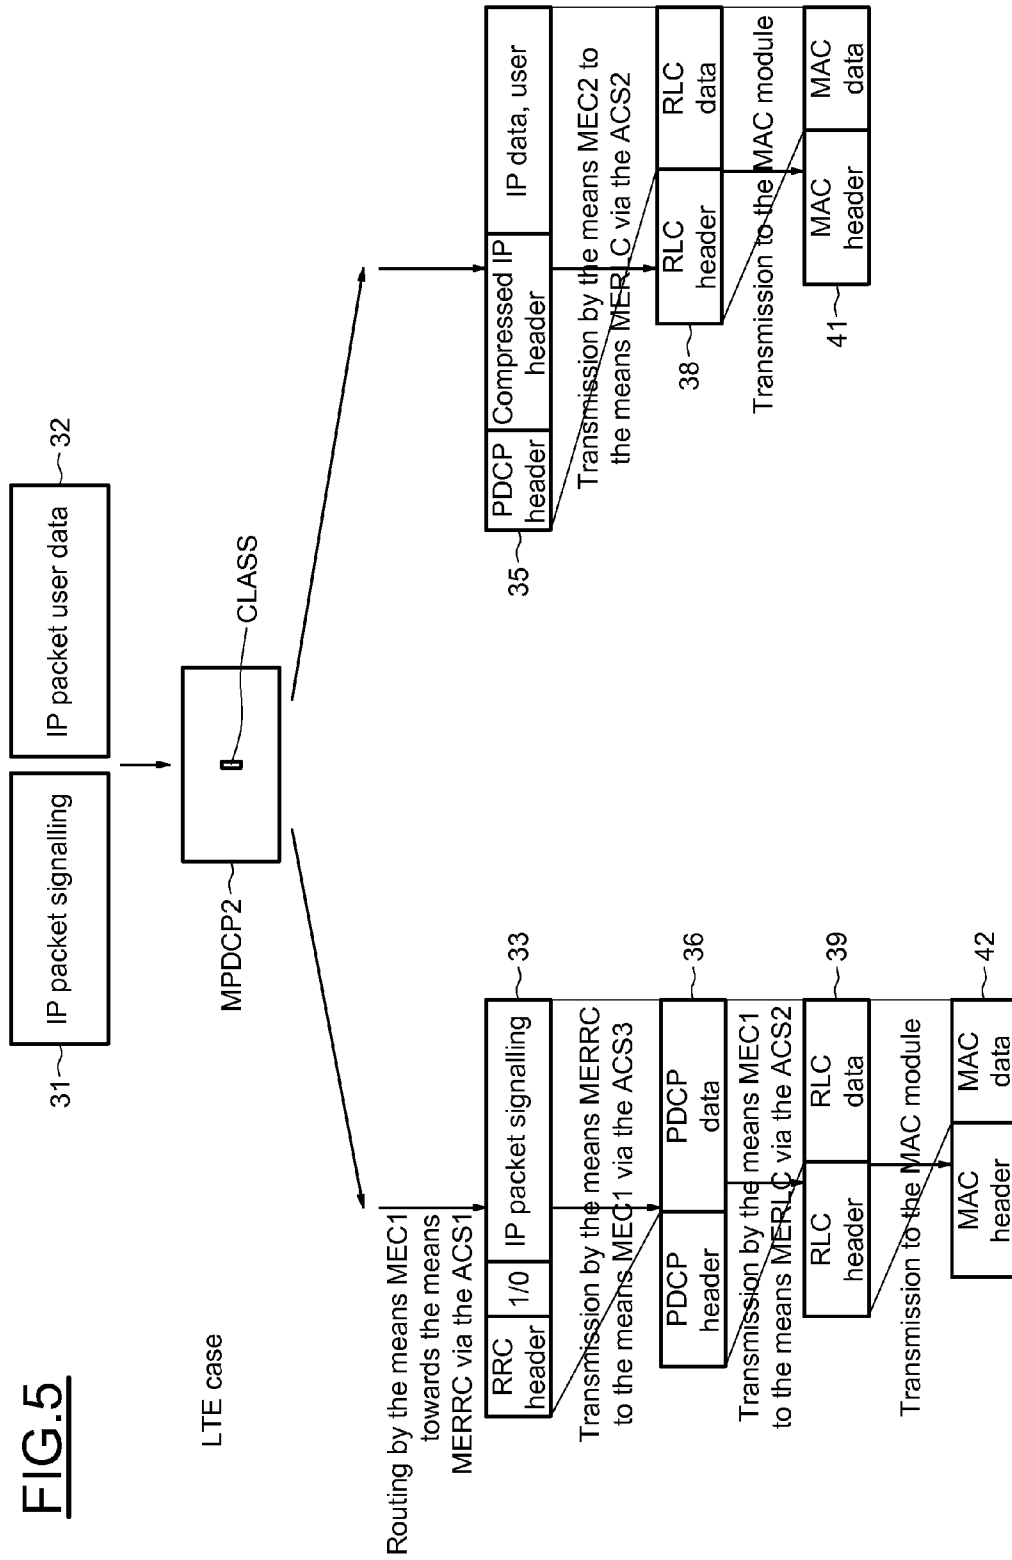 FIG.5
LTE case
31
IP packet signalling
IP packet user data
32
MPDCP2
CLASS
Routing by the means MEC1
towards the means
MERRC via the ACS1
RRC
header
1/0
IP packet signalling
33
Transmission by the means MERRC
to the means MEC1 via the ACS3
PDCP
header
PDCP
data
36
Transmission by the means MEC1
to the means MERLC via the ACS2
RLC
header
RLC
data
39
Transmission to the MAC module
MAC
header
MAC
data
42
35
PDCP
header
Compressed IP
header
IP data, user
Transmission by the means MEC2 to
the means MERLC via the ACS2
38
RLC
header
RLC
data
Transmission to the MAC module
41
MAC
header
MAC
data